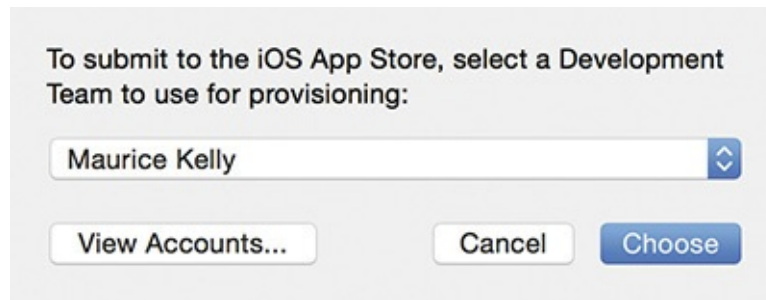 To submit to the iOS App Store, select a Development
Team to use for provisioning:
Maurice Kelly
View Accounts...
Cancel
Choose